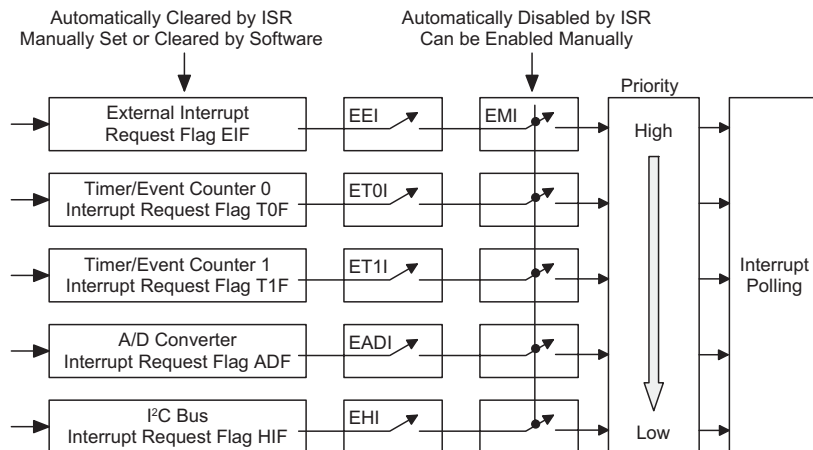 Automatically Cleared by ISR
Manually Set or Cleared by Software
Automatically Disabled by ISR
Can be Enabled Manually
Priority
External Interrupt
Request Flag EIF
EEI
EMI
High
Timer/Event Counter 0
Interrupt Request Flag T0F
ET0I
Timer/Event Counter 1
Interrupt Request Flag T1F
ET1I
Interrupt
Polling
A/D Converter
Interrupt Request Flag ADF
EADI
I²C Bus
Interrupt Request Flag HIF
EHI
Low